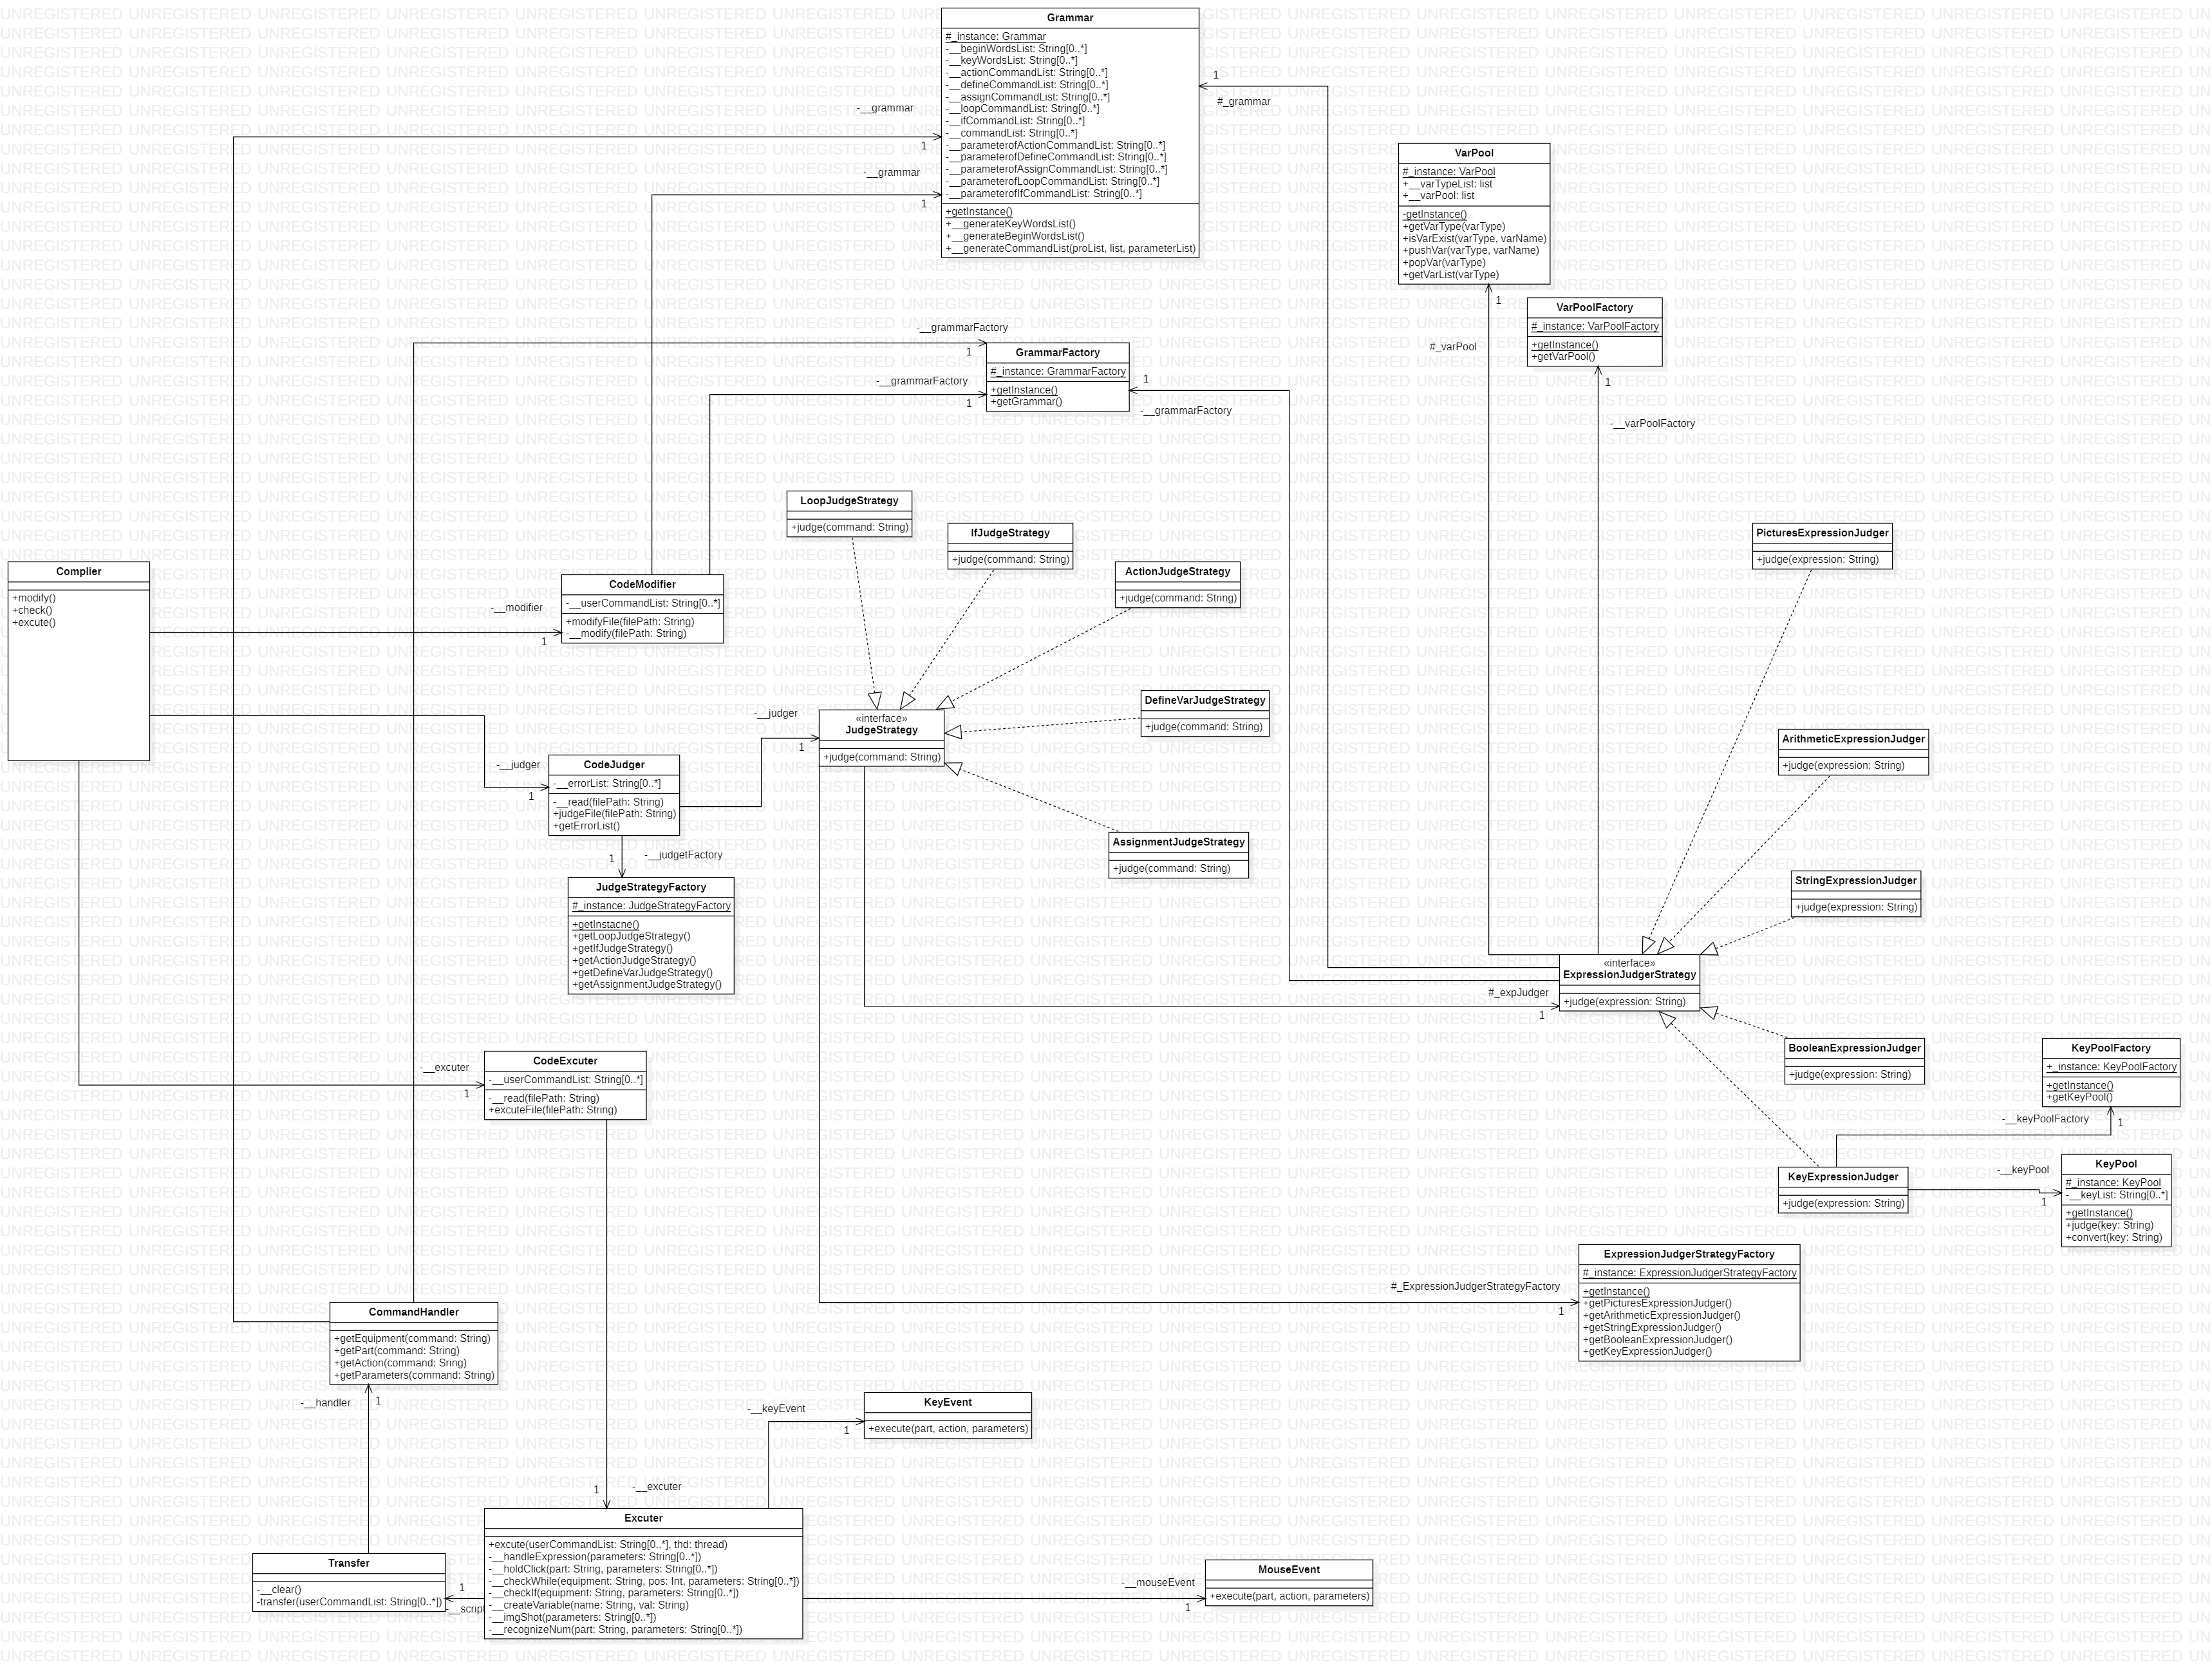 Grammar
#_instance: Grammar
-__beginWordsList: String[0..*]
-__keyWordsList: String[0..*]
-__actionCommandList: String[0..*]
-__defineCommandList: String[0..*]
-__assignCommandList: String[0..*]
-__loopCommandList: String[0..*]
-__ifCommandList: String[0..*]
-__commandList: String[0..*]
-__parameterofActionCommandList: String[0..*]
-__parameterofDefineCommandList: String[0..*]
-__parameterofAssignCommandList: String[0..*]
-__parameterofLoopCommandList: String[0..*]
-__parameterofIfCommandList: String[0..*]
+getInstance()
+__generateKeyWordsList()
+__generateBeginWordsList()
+__generateCommandList(proList, list, parameterList)
-__grammar
1
-__grammar
1
1
#_grammar
VarPool
#_instance: VarPool
+__varTypeList: list
+__varPool: list
-getInstance()
+getVarType(varType)
+isVarExist(varType, varName)
+pushVar(varType, varName)
+popVar(varType)
+getVarList(varType)
1
#_varPool
VarPoolFactory
#_instance: VarPoolFactory
+getInstance()
+getVarPool()
1
-__varPoolFactory
-__grammarFactory
1
GrammarFactory
#_instance: GrammarFactory
+getInstance()
+getGrammar()
-__grammarFactory
1
1
-__grammarFactory
LoopJudgeStrategy
+judge(command: String)
IfJudgeStrategy
+judge(command: String)
ActionJudgeStrategy
+judge(command: String)
PicturesExpressionJudger
+judge(expression: String)
Complier
+modify()
+check()
+excute()
-__modifier
1
CodeModifier
-__userCommandList: String[0..*]
+modifyFile(filePath: String)
-__modify(filePath: String)
DefineVarJudgeStrategy
+judge(command: String)
-__judger
1
«interface»
JudgeStrategy
+judge(command: String)
ArithmeticExpressionJudger
+judge(expression: String)
-__judger
1
CodeJudger
-__errorList: String[0..*]
-__read(filePath: String)
+judgeFile(filePath: String)
+getErrorList()
AssignmentJudgeStrategy
+judge(command: String)
1
-__judgetFactory
JudgeStrategyFactory
#_instance: JudgeStrategyFactory
+getInstacne()
+getLoopJudgeStrategy()
+getIfJudgeStrategy()
+getActionJudgeStrategy()
+getDefineVarJudgeStrategy()
+getAssignmentJudgeStrategy()
StringExpressionJudger
+judge(expression: String)
«interface»
ExpressionJudgerStrategy
+judge(expression: String)
#_expJudger
1
BooleanExpressionJudger
+judge(expression: String)
KeyPoolFactory
+_instance: KeyPoolFactory
+getInstance()
+getKeyPool()
-__keyPoolFactory
1
-__excuter
1
CodeExcuter
-__userCommandList: String[0..*]
-__read(filePath: String)
+excuteFile(filePath: String)
KeyExpressionJudger
+judge(expression: String)
-__keyPool
1
KeyPool
#_instance: KeyPool
-__keyList: String[0..*]
+getInstance()
+judge(key: String)
+convert(key: String)
#_ExpressionJudgerStrategyFactory
1
ExpressionJudgerStrategyFactory
#_instance: ExpressionJudgerStrategyFactory
+getInstance()
+getPicturesExpressionJudger()
+getArithmeticExpressionJudger()
+getStringExpressionJudger()
+getBooleanExpressionJudger()
+getKeyExpressionJudger()
CommandHandler
+getEquipment(command: String)
+getPart(command: String)
+getAction(command: Sring)
+getParameters(command: String)
-__handler
1
-__keyEvent
1
KeyEvent
+execute(part, action, parameters)
1
-__excuter
Excuter
+excute(userCommandList: String[0..*], thd: thread)
-__handleExpression(parameters: String[0..*])
-__holdClick(part: String, parameters: String[0..*])
-__checkWhile(equipment: String, pos: Int, parameters: String[0..*])
-__checkIf(equipment: String, parameters: String[0..*])
-__createVariable(name: String, val: String)
-__imgShot(parameters: String[0..*])
-__recognizeNum(part: String, parameters: String[0..*])
Transfer
-__clear()
-transfer(userCommandList: String[0..*])
1
-__script
-__mouseEvent
1
MouseEvent
+execute(part, action, parameters)